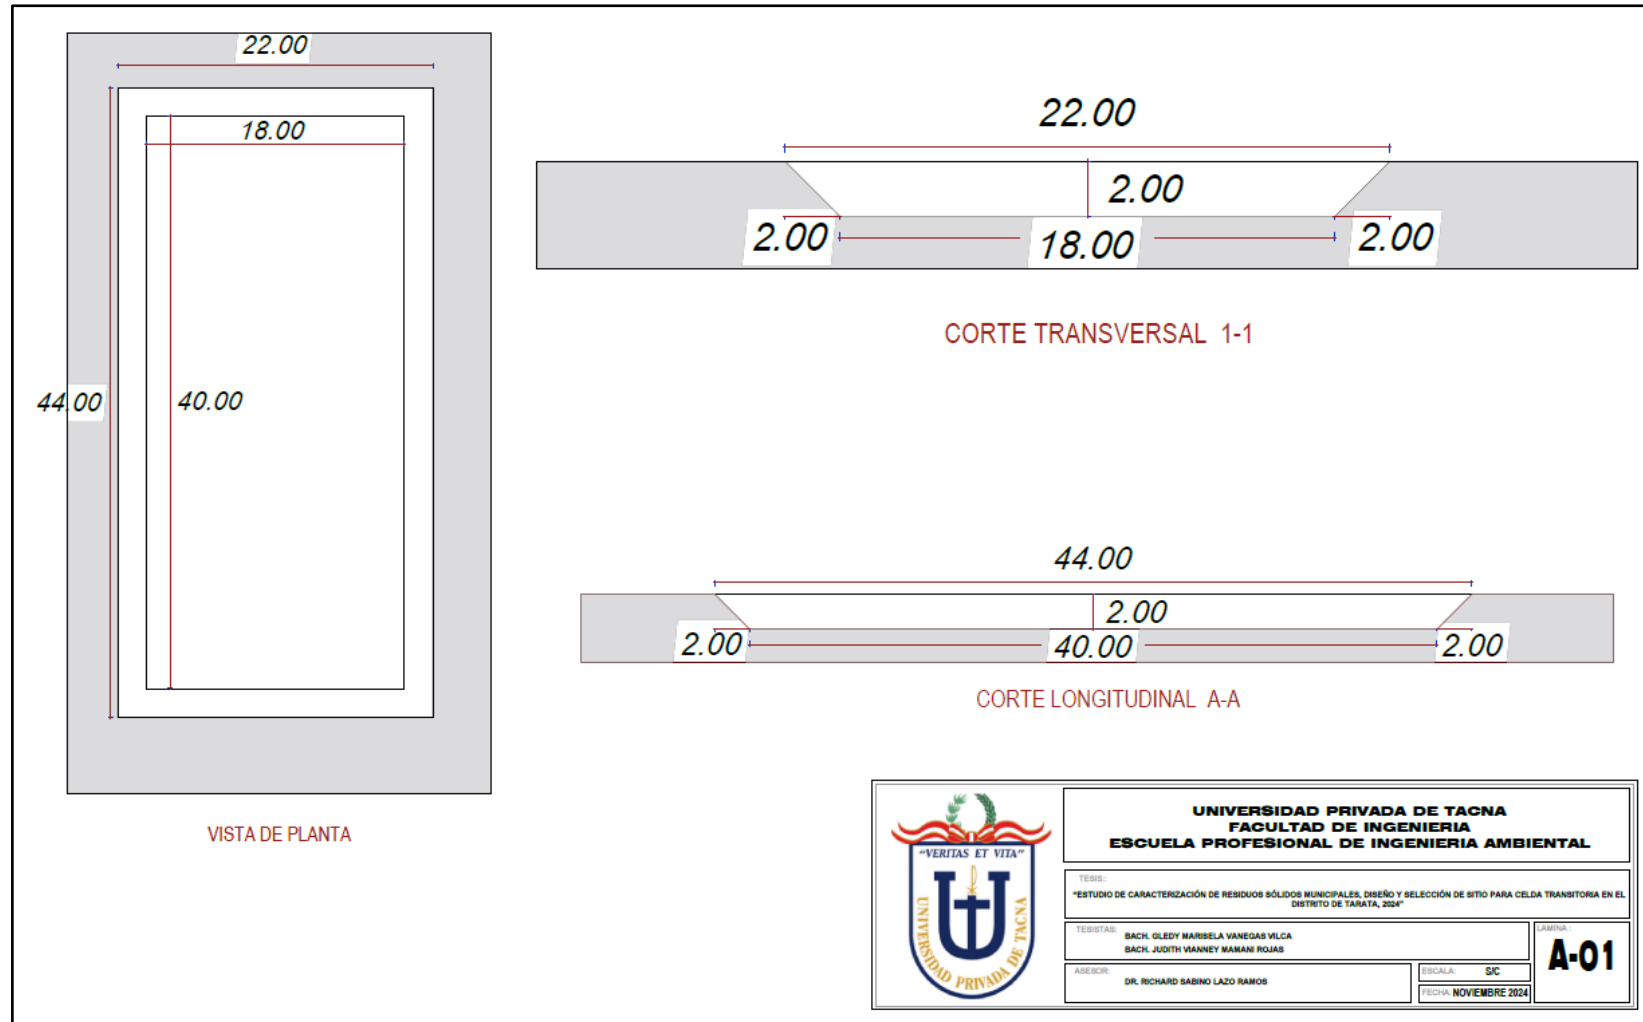 22.00
18.00
44.00
40.00
VISTA DE PLANTA
22.00
2.00
2.00
18.00
2.00
CORTE TRANSVERSAL 1-1
44.00
2.00
2.00
40.00
2.00
CORTE LONGITUDINAL A-A
"VERITAS ET VITA"
UNIVERSIDAD PRIVADA DE TACNA
UNIVERSIDAD PRIVADA DE TACNA
FACULTAD DE INGENIERIA
ESCUELA PROFESIONAL DE INGENIERIA AMBIENTAL
TESIS:
"ESTUDIO DE CARACTERIZACIÓN DE RESIDUOS SÓLIDOS MUNICIPALES, DISEÑO Y SELECCIÓN DE SITIO PARA CELDA TRANSITORIA EN EL
DISTRITO DE TARATA, 2024"
TESISTAS:
BACH. GLEDY MARISELA VANEGAS VILCA
BACH. JUDITH VIANNEY MAMANI ROJAS
ASESOR:
DR. RICHARD SABINO LAZO RAMOS
ESCALA: S/C
FECHA: NOVIEMBRE 2024
LAMINA :
A-01